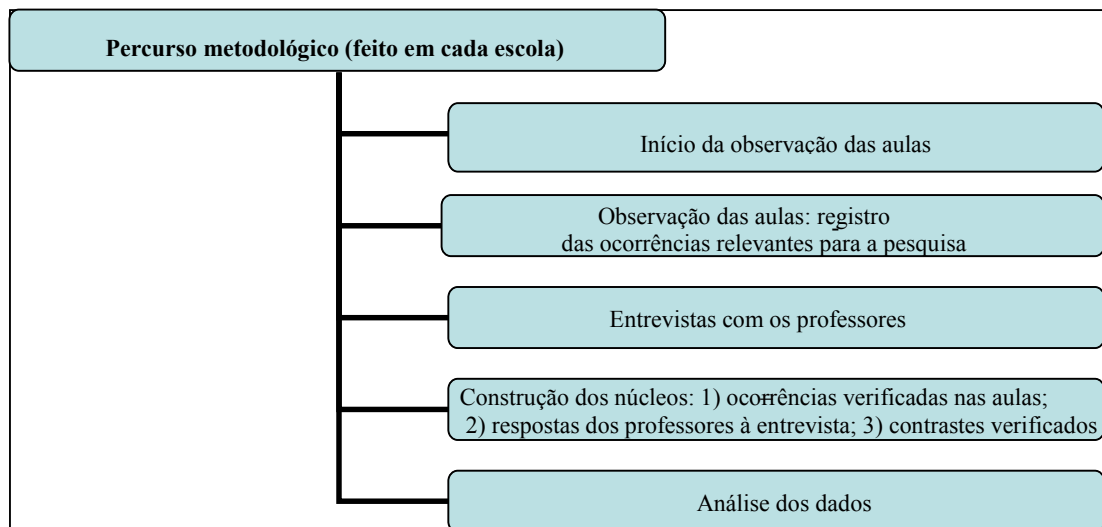 Percurso metodológico (feito em cada escola)
Início da observação das aulas
Observação das aulas: registro
das ocorrências relevantes para a pesquisa
Entrevistas com os professores
Construção dos núcleos: 1) ocorrências verificadas nas aulas;
2) respostas dos professores à entrevista; 3) contrastes verificados
Análise dos dados